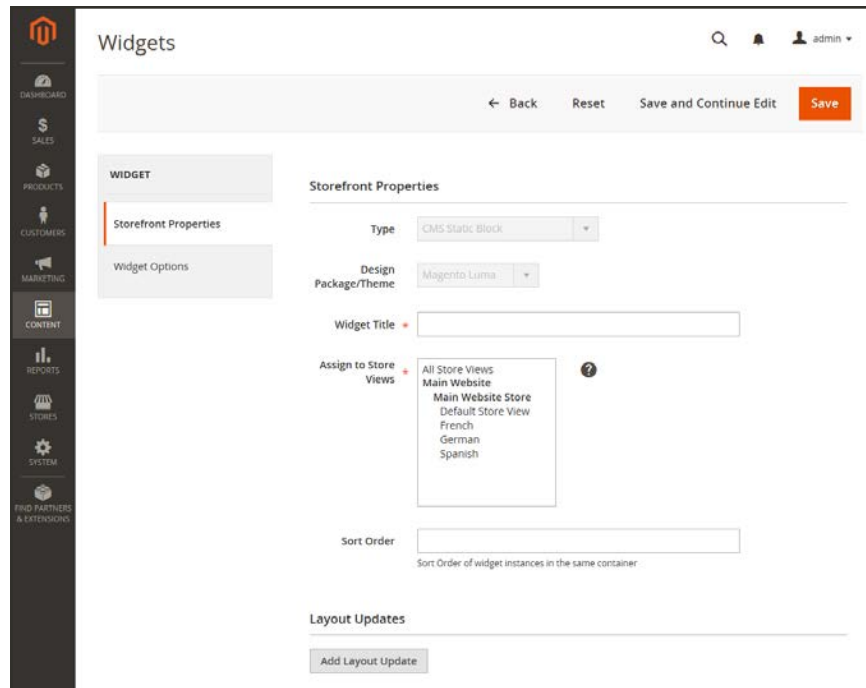 Widgets
admin
← Back Reset Save and Continue Edit Save
DASHBOARD
SALES
PRODUCTS
CUSTOMERS
MARKETING
CONTENT
REPORTS
STORES
SYSTEM
FIND PARTNERS
& EXTENSIONS
WIDGET
Storefront Properties
Widget Options
Storefront Properties
Type CMS Static Block
Design
Package/Theme Magento Luma
Widget Title *
Assign to Store
Views *
All Store Views
Main Website
Main Website Store
Default Store View
French
German
Spanish
?
Sort Order
Sort Order of widget instances in the same container
Layout Updates
Add Layout Update